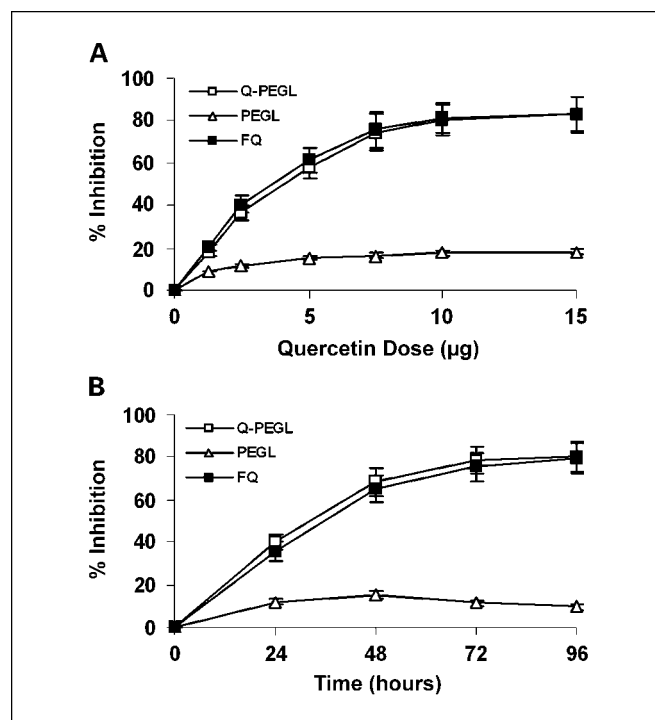 A
100
80
60
40
20
0
% Inhibition
Q-PEGL
PEGL
FQ
0 5 10 15
Quercetin Dose (µg)
B
100
80
60
40
20
0
% Inhibition
Q-PEGL
PEGL
FQ
0 24 48 72 96
Time (hours)